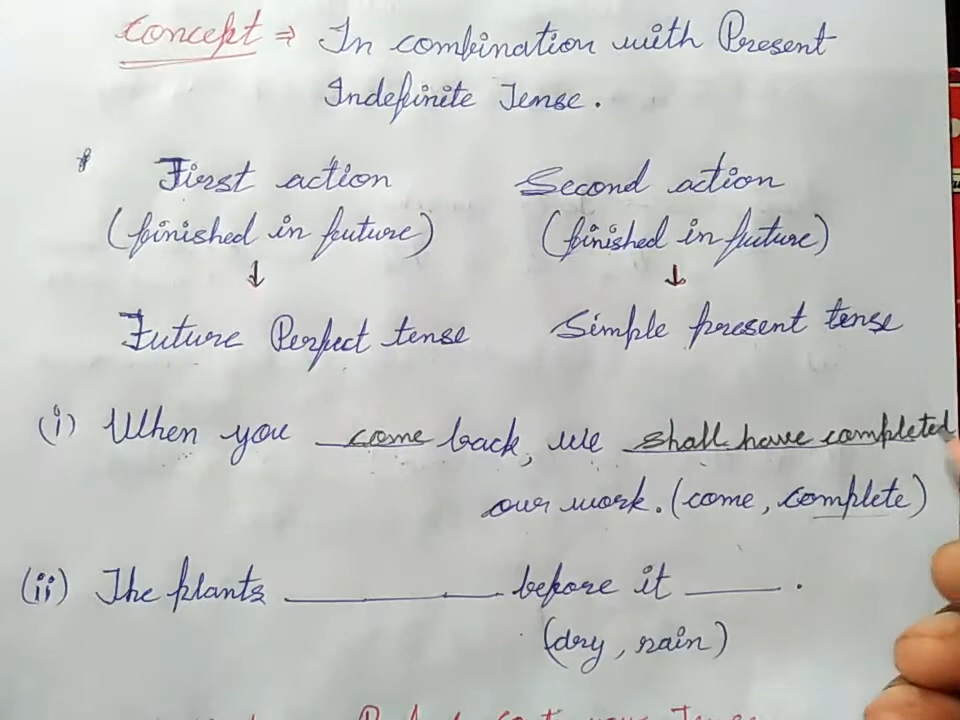 Concept ⇒ In combination with Present
Indefinite Tense.
* First action Second action
(finished in future) (finished in future)
↓ ↓
Future Perfect tense Simple present tense
(i) When you come back, we shall have completed
our work. (come, complete)
(ii) The plants ________ before it ____.
(dry, rain)
Tense